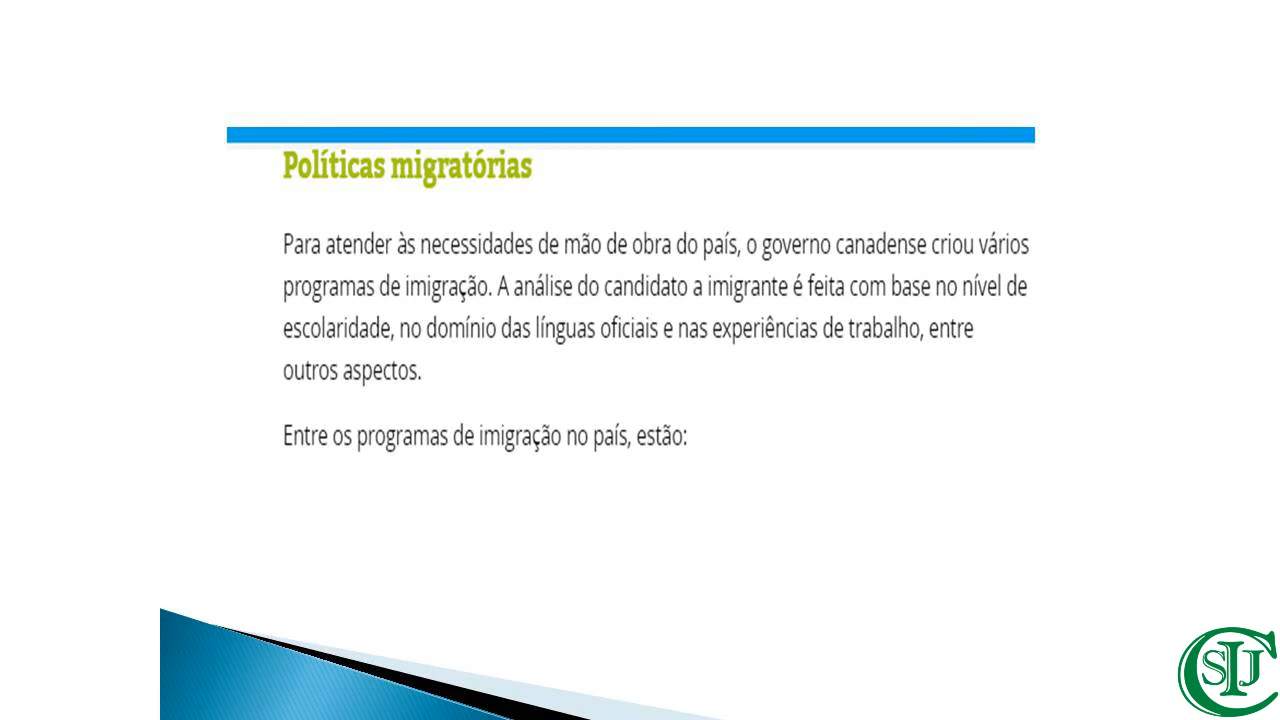 Políticas migratórias
Para atender às necessidades de mão de obra do país, o governo canadense criou vários
programas de imigração. A análise do candidato a imigrante é feita com base no nível de
escolaridade, no domínio das línguas oficiais e nas experiências de trabalho, entre
outros aspectos.
Entre os programas de imigração no país, estão:
CSIJ